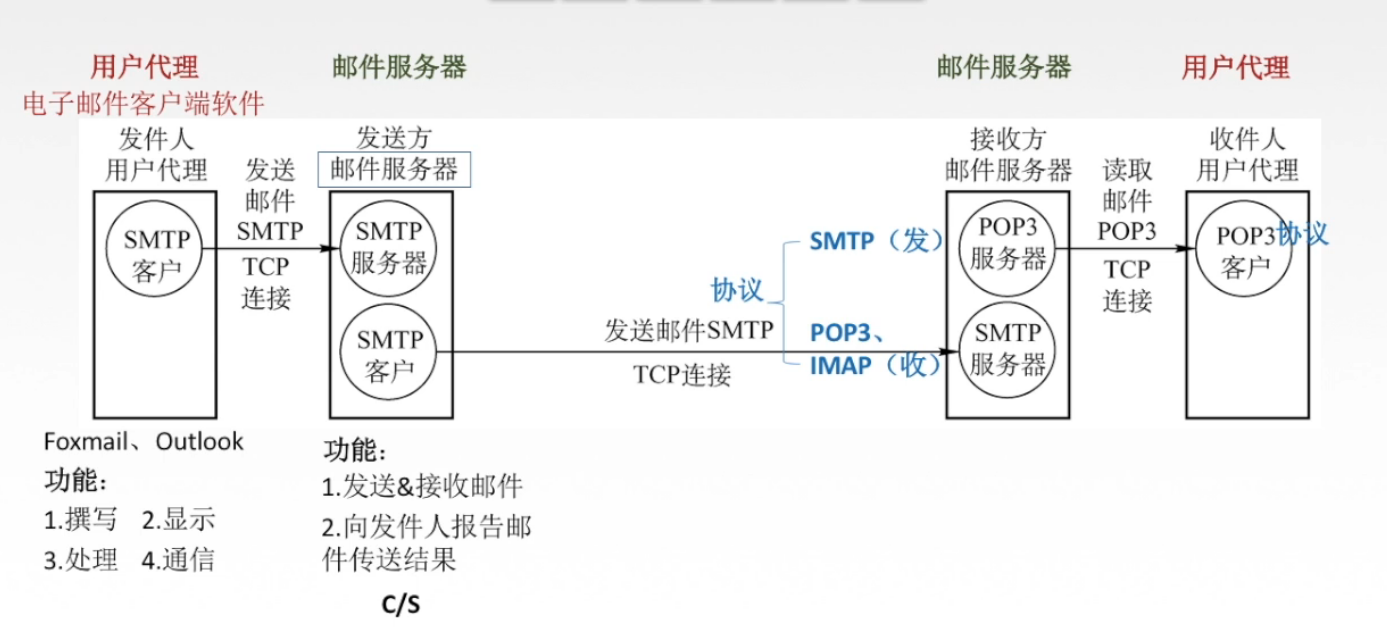 用户代理
电子邮件客户端软件
邮件服务器
邮件服务器
用户代理
发件人
用户代理
发送
邮件
SMTP
TCP
连接
发送方
邮件服务器
接收方
邮件服务器
读取
邮件
POP3
TCP
连接
收件人
用户代理
SMTP
客户
SMTP
服务器
SMTP
客户
发送邮件SMTP
TCP连接
协议
SMTP（发）
POP3、
IMAP（收）
POP3
服务器
SMTP
服务器
POP3
客户
协议
Foxmail、Outlook
功能：
1.撰写 2.显示
3.处理 4.通信
功能：
1.发送&接收邮件
2.向发件人报告邮
件传送结果
C/S